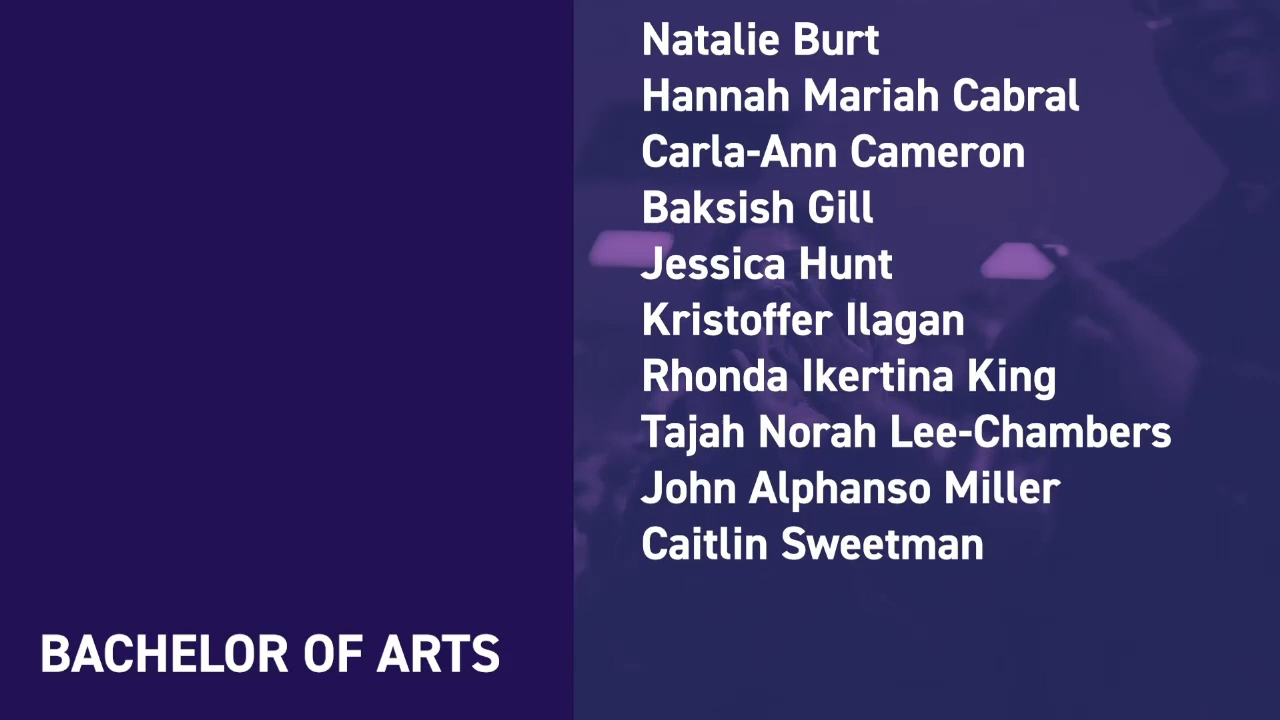 Natalie Burt
Hannah Mariah Cabral
Carla-Ann Cameron
Baksish Gill
Jessica Hunt
Kristoffer Ilagan
Rhonda Ikertina King
Tajah Norah Lee-Chambers
John Alphanso Miller
Caitlin Sweetman
BACHELOR OF ARTS